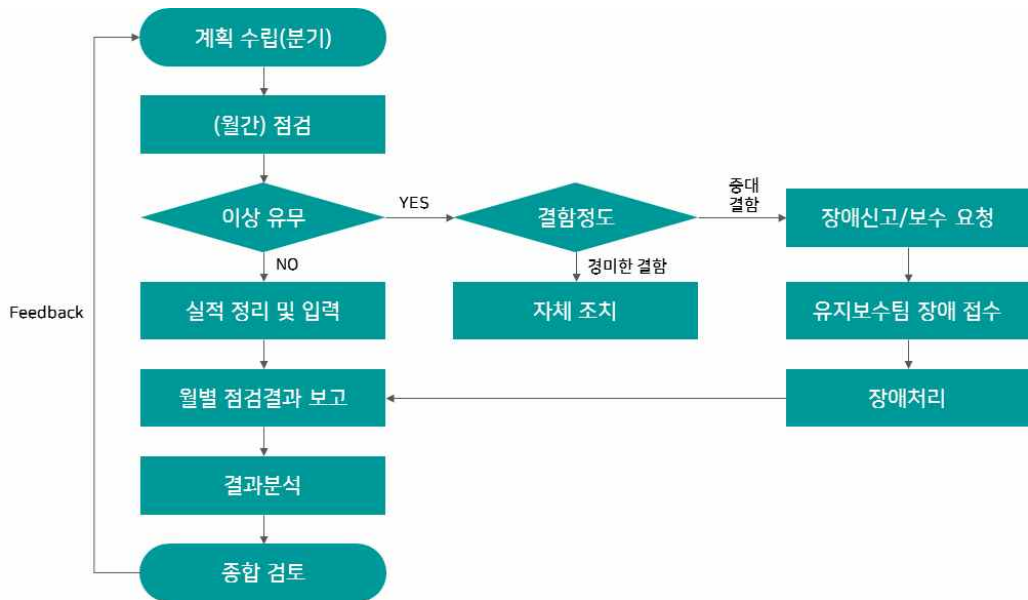 계획 수립(분기)
(월간) 점검
이상 유무
YES
결함정도
중대
결함
장애신고/보수 요청
NO
경미한 결함
Feedback
실적 정리 및 입력
자체 조치
유지보수팀 장애 접수
월별 점검결과 보고
장애처리
결과분석
종합 검토